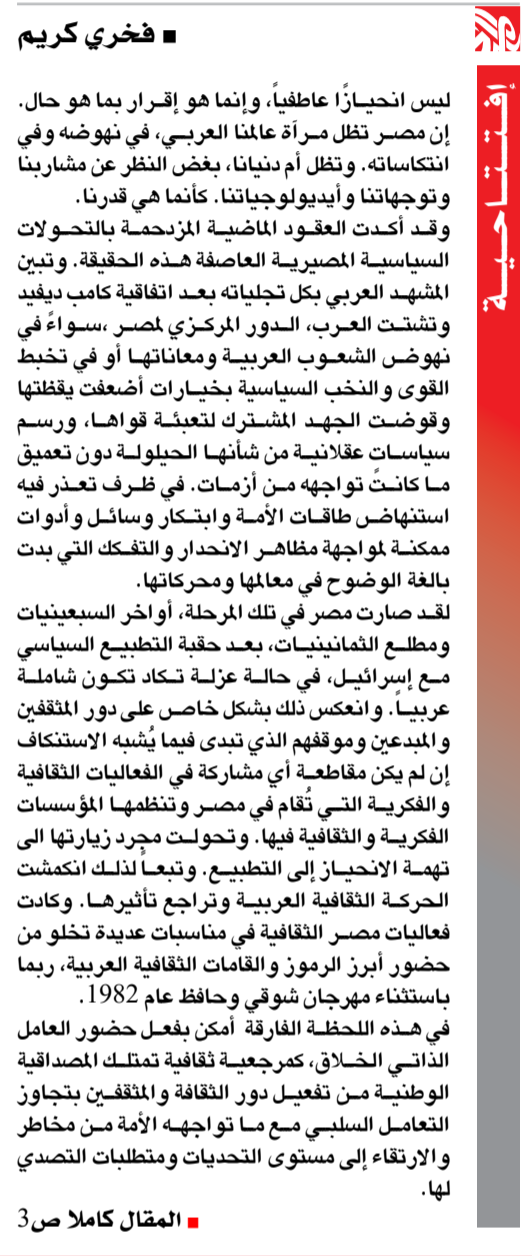 ■ فخري كريم
إفتتاحية
ليس انحيازًا عاطفياً، وإنما هو إقرار بما هو حال.
إن مصر تظل مرآة عالمنا العربي، في نهوضه وفي
انتكاساته. وتظل أم دنيانا، بغض النظر عن مشاربنا
وتوجهاتنا وأيديولوجياتنا. كأنما هي قدرنا.
وقد أكدت العقود الماضية المزدحمة بالتحولات
السياسية المصيرية العاصفة هذه الحقيقة. وتبين
المشهد العربي بكل تجلياته بعد اتفاقية كامب ديفيد
وتشتت العرب، الدور المركزي لمصر ،سواءً في
نهوض الشعوب العربية ومعاناتها أو في تخبط
القوى والنخب السياسية بخيارات أضعفت يقظتها
وقوضت الجهد المشترك لتعبئة قواها، ورسم
سياسات عقلانية من شأنها الحيلولة دون تعميق
ما كانتً تواجهه من أزمات. في ظرف تعذر فيه
استنهاض طاقات الأمة وابتكار وسائل وأدوات
ممكنة لمواجهة مظاهر الانحدار والتفكك التي بدت
بالغة الوضوح في معالمها ومحركاتها.
لقد صارت مصر في تلك المرحلة، أواخر السبعينيات
ومطلع الثمانينيات، بعد حقبة التطبيع السياسي
مع إسرائيل، في حالة عزلة تكاد تكون شاملة
عربياً. وانعكس ذلك بشكل خاص على دور المثقفين
والمبدعين وموقفهم الذي تبدى فيما يُشبه الاستنكاف
إن لم يكن مقاطعة أي مشاركة في الفعاليات الثقافية
والفكرية التي تُقام في مصر وتنظمها المؤسسات
الفكرية والثقافية فيها. وتحولت مجرد زيارتها الى
تهمة الانحياز إلى التطبيع. وتبعاً لذلك انكمشت
الحركة الثقافية العربية وتراجع تأثيرها. وكادت
فعاليات مصر الثقافية في مناسبات عديدة تخلو من
حضور أبرز الرموز والقامات الثقافية العربية، ربما
باستثناء مهرجان شوقي وحافظ عام 1982.
في هذه اللحظة الفارقة أمكن بفعل حضور العامل
الذاتي الخلاق، كمرجعية ثقافية تمتلك المصداقية
الوطنية من تفعيل دور الثقافة والمثقفين بتجاوز
التعامل السلبي مع ما تواجهه الأمة من مخاطر
والارتقاء إلى مستوى التحديات ومتطلبات التصدي
لها.
■ المقال كاملا ص3